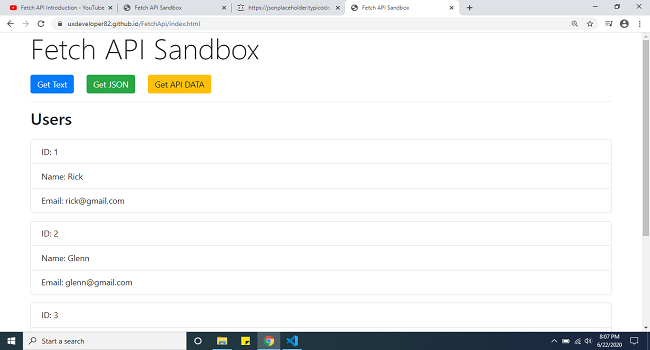 Fetch API Introduction - YouTube
Fetch API Sandbox
https://jsonplaceholder.typicod
Fetch API Sandbox
uxdeveloper82.github.io/FetchApi/index.html
Fetch API Sandbox
Get Text
Get JSON
Get API DATA
Users
ID: 1
Name: Rick
Email: rick@gmail.com
ID: 2
Name: Glenn
Email: glenn@gmail.com
ID: 3
Start a search
8:07 PM
6/22/2020